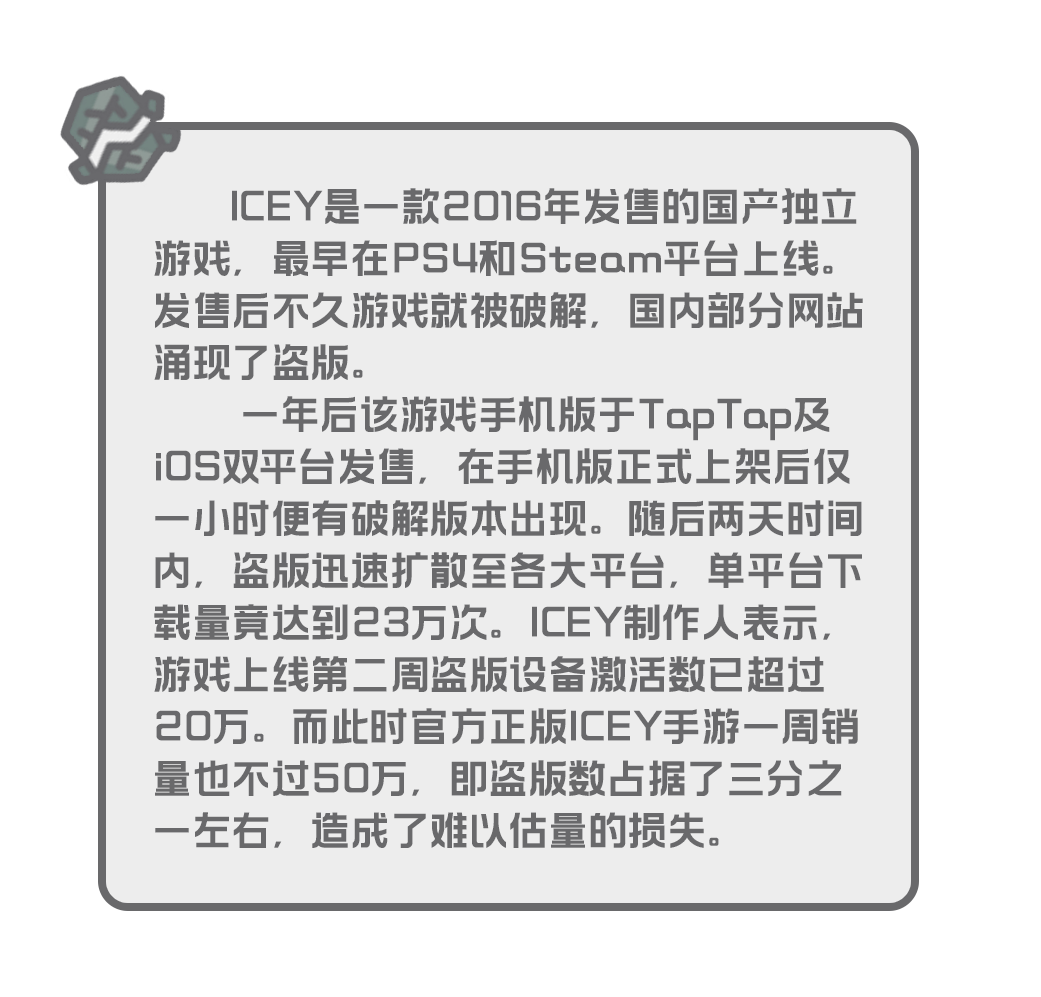 ICEY是一款2016年发售的国产独立
游戏，最早在PS4和Steam平台上线。
发售后不久游戏就被破解，国内部分网站
涌现了盗版。
一年后该游戏手机版于TapTap及
iOS双平台发售，在手机版正式上架后仅
一小时便有破解版本出现。随后两天时间
内，盗版迅速扩散至各大平台，单平台下
载量竟达到23万次。ICEY制作人表示，
游戏上线第二周盗版设备激活数已超过
20万。而此时官方正版ICEY手游一周销
量也不过50万，即盗版数占据了三分之
一左右，造成了难以估量的损失。